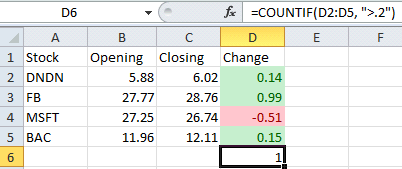 D6 fx =COUNTIF(D2:D5, ">.2")
A B C D E F
1 Stock Opening Closing Change
2 DNDN 5.88 6.02 0.14
3 FB 27.77 28.76 0.99
4 MSFT 27.25 26.74 -0.51
5 BAC 11.96 12.11 0.15
6 1